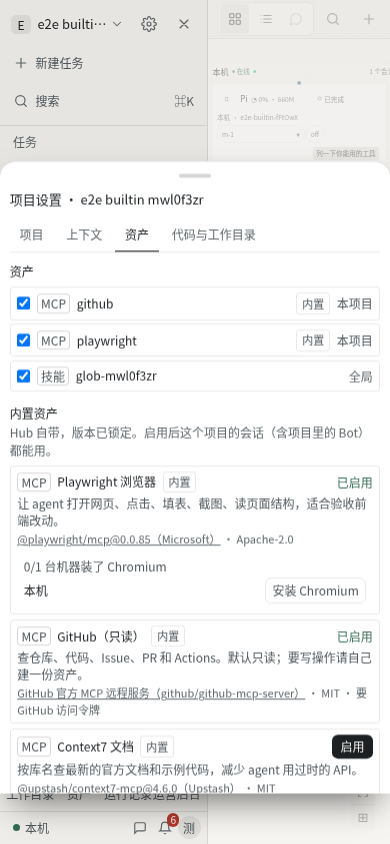 E e2e builti…
新建任务
搜索 ⌘K
任务
本机 在线
Pi 0% · 660M 已完成
m-1 off
列一下你能用的工具
项目设置 · e2e builtin mwl0f3zr
项目 上下文 资产 代码与工作目录
资产
MCP github 内置 本项目
MCP playwright 内置 本项目
技能 glob-mwl0f3zr 全局
内置资产
Hub 自带，版本已锁定。启用后这个项目的会话（含项目里的 Bot）
都能用。
MCP Playwright 浏览器 内置 已启用
让 agent 打开网页、点击、填表、截图、读页面结构，适合验收前
端改动。
@playwright/mcp@0.0.85（Microsoft） · Apache-2.0
0/1 台机器装了 Chromium
本机 安装 Chromium
MCP GitHub（只读） 内置 已启用
查仓库、代码、Issue、PR 和 Actions。默认只读；要写操作请自己
建一份资产。
GitHub 官方 MCP 远程服务（github/github-mcp-server） · MIT · 要
GitHub 访问令牌
MCP Context7 文档 内置 启用
按库名查最新的官方文档和示例代码，减少 agent 用过时的 API。
@upstash/context7-mcp@4.6.0（Upstash） · MIT
本机 6 测